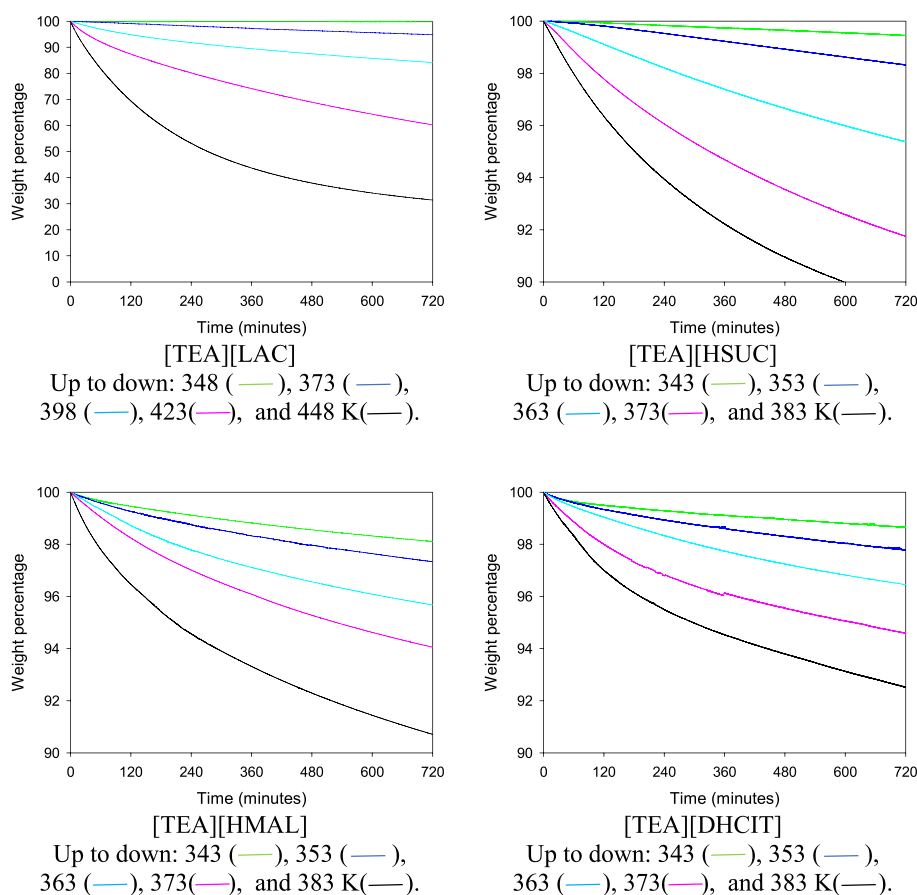 100
90
80
70
60
50
40
30
20
10
0
Weight percentage
0 120 240 360 480 600 720
Time (minutes)
[TEA][LAC]
Up to down: 348 ( ), 373 ( ),
398 ( ), 423( ), and 448 K( ).
100
98
96
94
92
90
Weight percentage
0 120 240 360 480 600 720
Time (minutes)
[TEA][HSUC]
Up to down: 343 ( ), 353 ( ),
363 ( ), 373( ), and 383 K( ).
100
98
96
94
92
90
Weight percentage
0 120 240 360 480 600 720
Time (minutes)
[TEA][HMAL]
Up to down: 343 ( ), 353 ( ),
363 ( ), 373( ), and 383 K( ).
100
98
96
94
92
90
Weight percentage
0 120 240 360 480 600 720
Time (minutes)
[TEA][DHCIT]
Up to down: 343 ( ), 353 ( ),
363 ( ), 373( ), and 383 K( ).